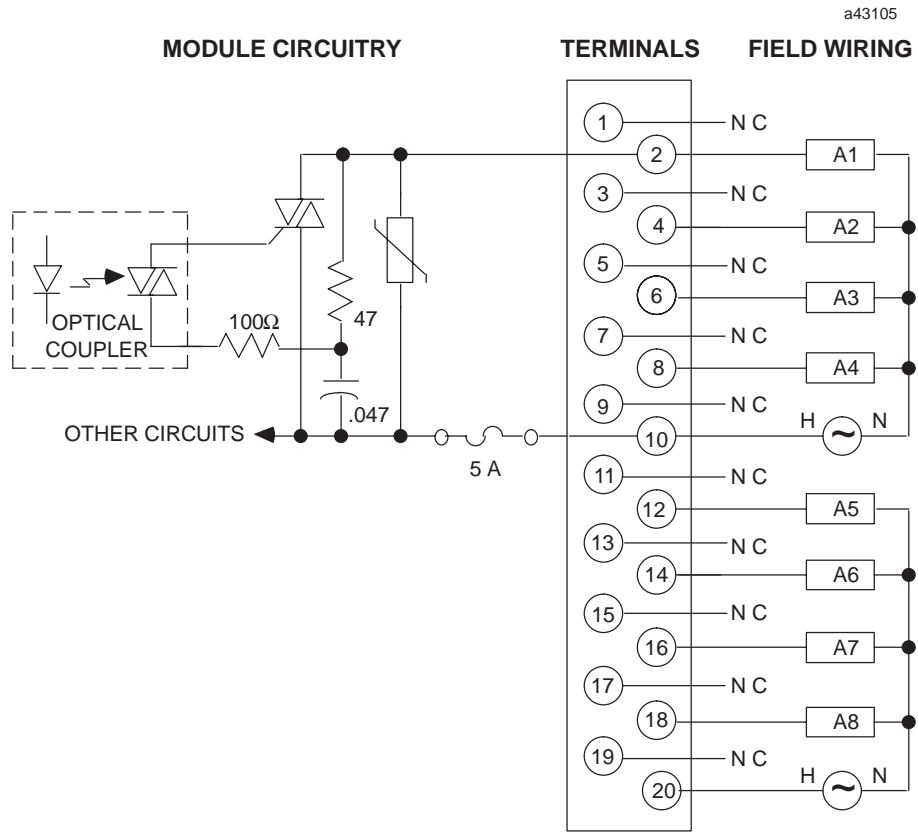 a43105
MODULE CIRCUITRY
TERMINALS
FIELD WIRING
1 N C
2 A1
3 N C
4 A2
5 N C
6 A3
OPTICAL
COUPLER
100Ω
47
7 N C
8 A4
.047
9 N C
OTHER CIRCUITS
5 A
10 H ~ N
11 N C
12 A5
13 N C
14 A6
15 N C
16 A7
17 N C
18 A8
19 N C
20 H ~ N